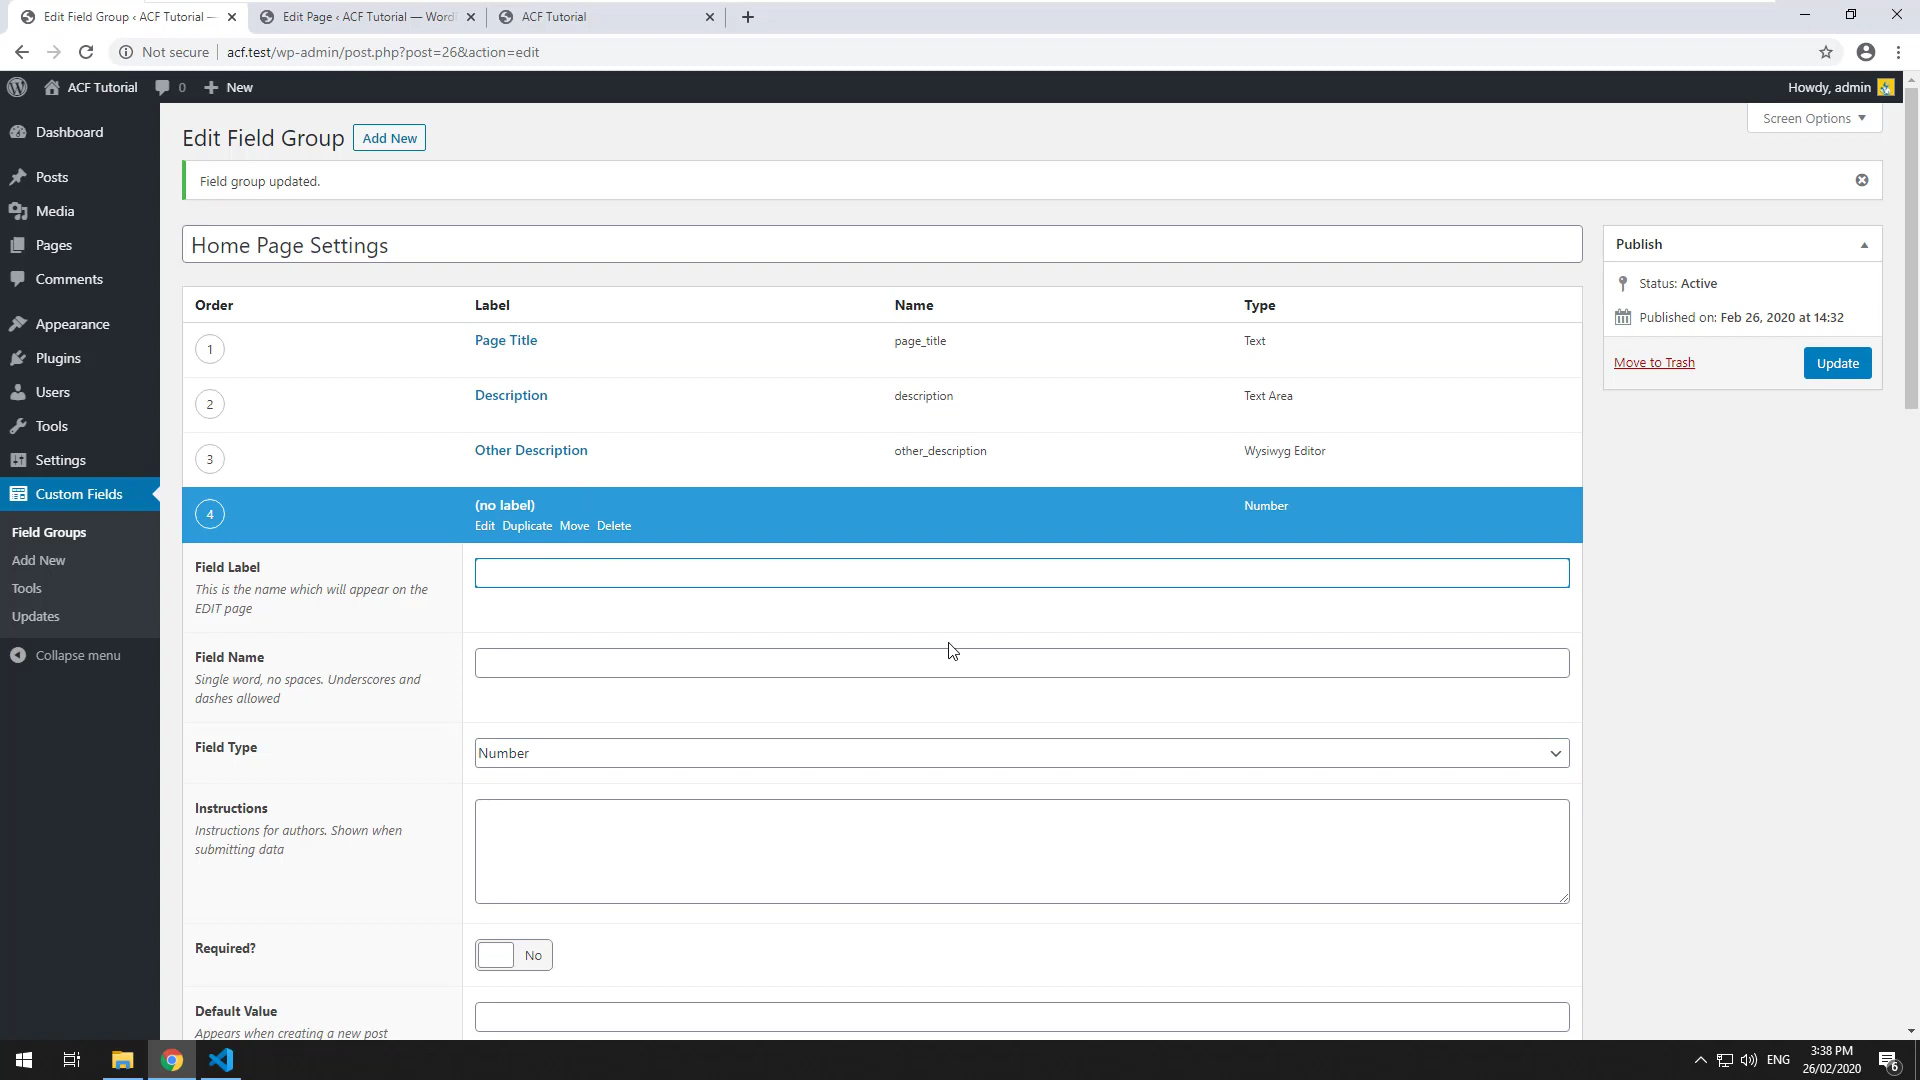 Edit Field Group ‹ ACF Tutorial —
Edit Page ‹ ACF Tutorial — Word
ACF Tutorial
Not secure
acf.test/wp-admin/post.php?post=26&action=edit
ACF Tutorial
0
New
Howdy, admin
Dashboard
Posts
Media
Pages
Comments
Appearance
Plugins
Users
Tools
Settings
Custom Fields
Field Groups
Add New
Tools
Updates
Collapse menu
Screen Options
Edit Field Group
Add New
Field group updated.
Home Page Settings
Order Label Name Type
1 Page Title page_title Text
2 Description description Text Area
3 Other Description other_description Wysiwyg Editor
4 (no label) Number
Edit Duplicate Move Delete
Field Label
This is the name which will appear on the
EDIT page
Field Name
Single word, no spaces. Underscores and
dashes allowed
Field Type
Number
Instructions
Instructions for authors. Shown when
submitting data
Required?
No
Default Value
Appears when creating a new post
Publish
Status: Active
Published on: Feb 26, 2020 at 14:32
Move to Trash
Update
ENG
3:38 PM
26/02/2020
6